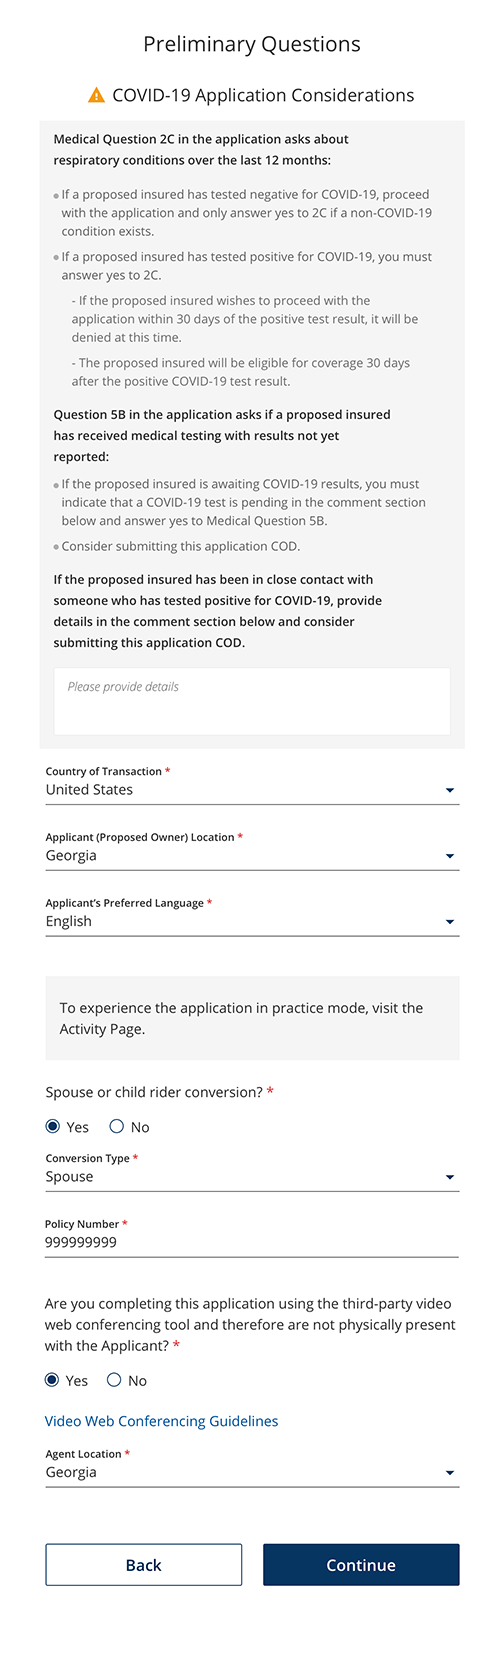 Preliminary Questions
COVID-19 Application Considerations
Medical Question 2C in the application asks about
respiratory conditions over the last 12 months:
If a proposed insured has tested negative for COVID-19, proceed
with the application and only answer yes to 2C if a non-COVID-19
condition exists.
If a proposed insured has tested positive for COVID-19, you must
answer yes to 2C.
- If the proposed insured wishes to proceed with the
application within 30 days of the positive test result, it will be
denied at this time.
- The proposed insured will be eligible for coverage 30 days
after the positive COVID-19 test result.
Question 5B in the application asks if a proposed insured
has received medical testing with results not yet
reported:
If the proposed insured is awaiting COVID-19 results, you must
indicate that a COVID-19 test is pending in the comment section
below and answer yes to Medical Question 5B.
Consider submitting this application COD.
If the proposed insured has been in close contact with
someone who has tested positive for COVID-19, provide
details in the comment section below and consider
submitting this application COD.
Please provide details
Country of Transaction *
United States
Applicant (Proposed Owner) Location *
Georgia
Applicant's Preferred Language *
English
To experience the application in practice mode, visit the
Activity Page.
Spouse or child rider conversion? *
Yes No
Conversion Type *
Spouse
Policy Number *
999999999
Are you completing this application using the third-party video
web conferencing tool and therefore are not physically present
with the Applicant? *
Yes No
Video Web Conferencing Guidelines
Agent Location *
Georgia
Back Continue